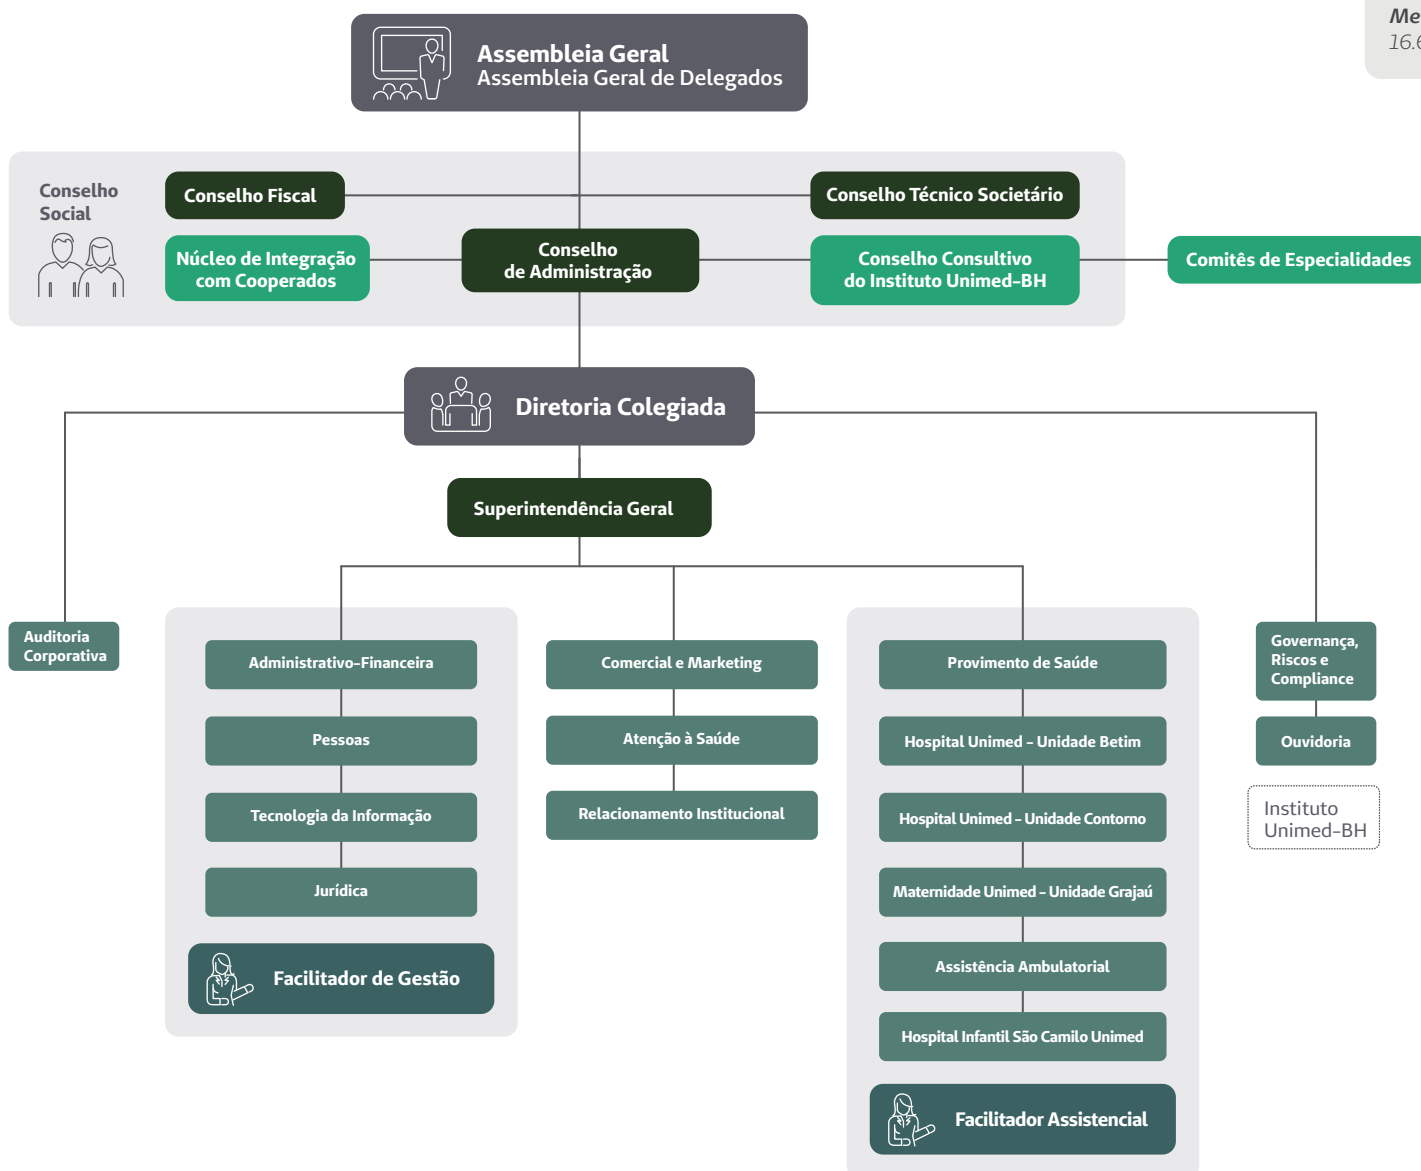 Assembleia Geral
Assembleia Geral de Delegados
Conselho
Social
Conselho Fiscal
Conselho Técnico Societário
Núcleo de Integração
com Cooperados
Conselho
de Administração
Conselho Consultivo
do Instituto Unimed-BH
Comitês de Especialidades
Diretoria Colegiada
Superintendência Geral
Auditoria
Corporativa
Administrativo-Financeira
Pessoas
Tecnologia da Informação
Jurídica
Facilitador de Gestão
Comercial e Marketing
Atenção à Saúde
Relacionamento Institucional
Provimento de Saúde
Hospital Unimed - Unidade Betim
Hospital Unimed - Unidade Contorno
Maternidade Unimed - Unidade Grajaú
Assistência Ambulatorial
Hospital Infantil São Camilo Unimed
Facilitador Assistencial
Governança,
Riscos e
Compliance
Ouvidoria
Instituto
Unimed-BH